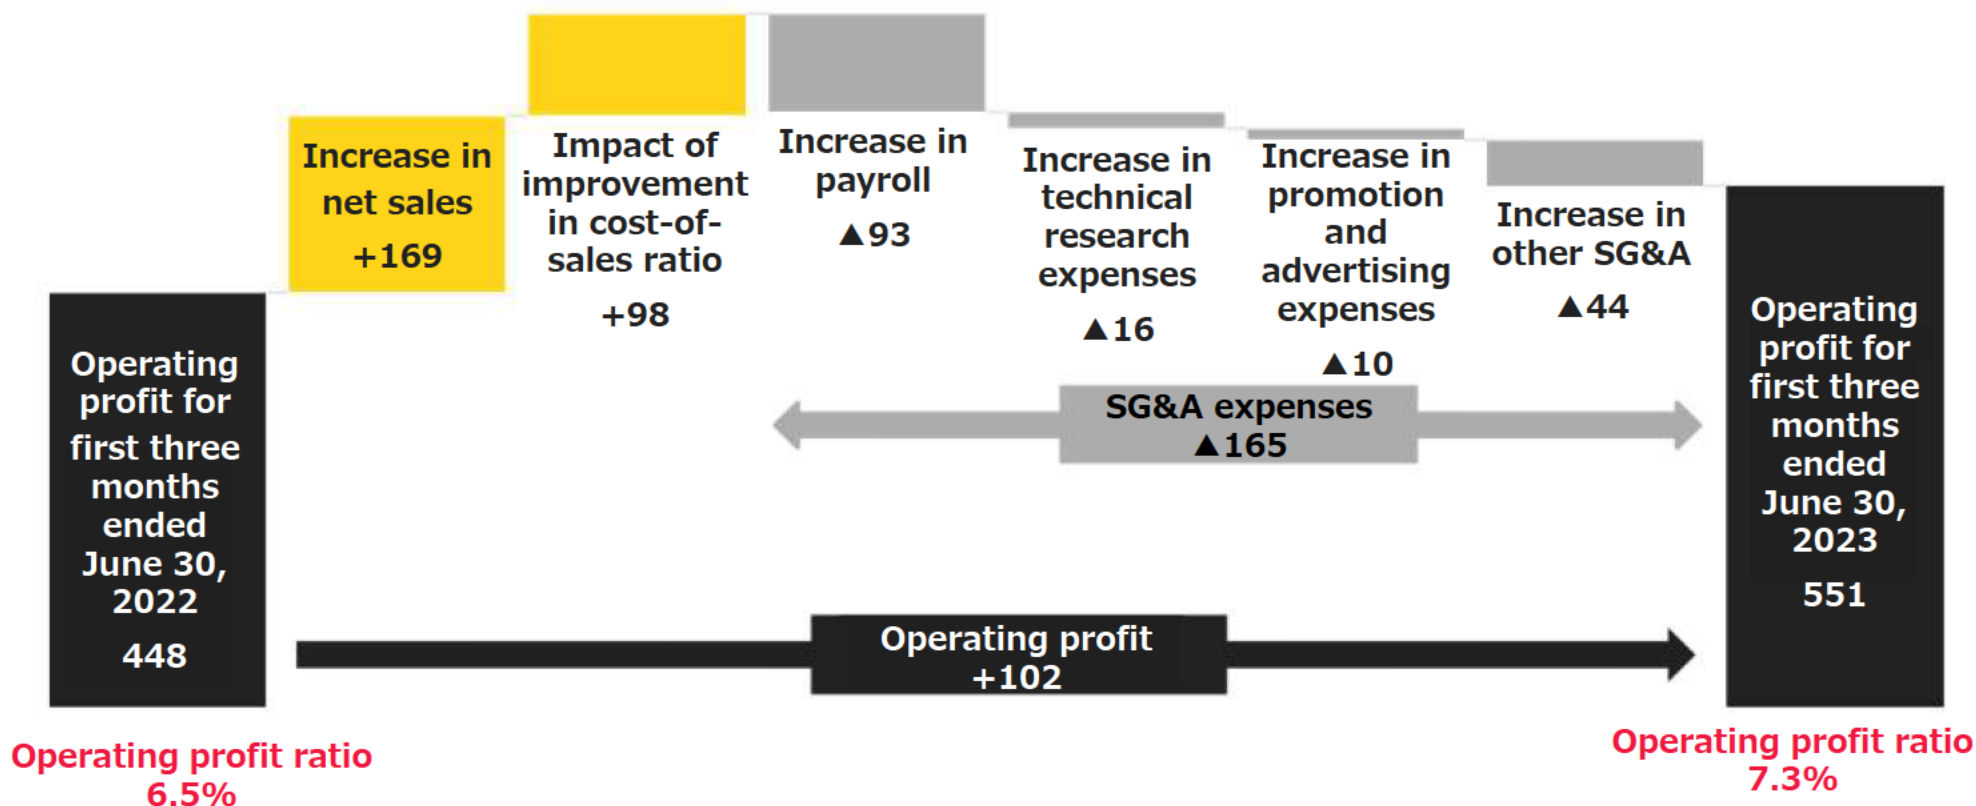 Operating
profit for
first three
months
ended
June 30,
2022
448
Operating profit ratio
6.5%
Increase in
net sales
+169
Impact of
improvement
in cost-of-
sales ratio
+98
Increase in
payroll
▲93
Increase in
technical
research
expenses
▲16
Increase in
promotion
and
advertising
expenses
▲10
Increase in
other SG&A
▲44
SG&A expenses
▲165
Operating profit
+102
Operating
profit for
first three
months
ended
June 30,
2023
551
Operating profit ratio
7.3%